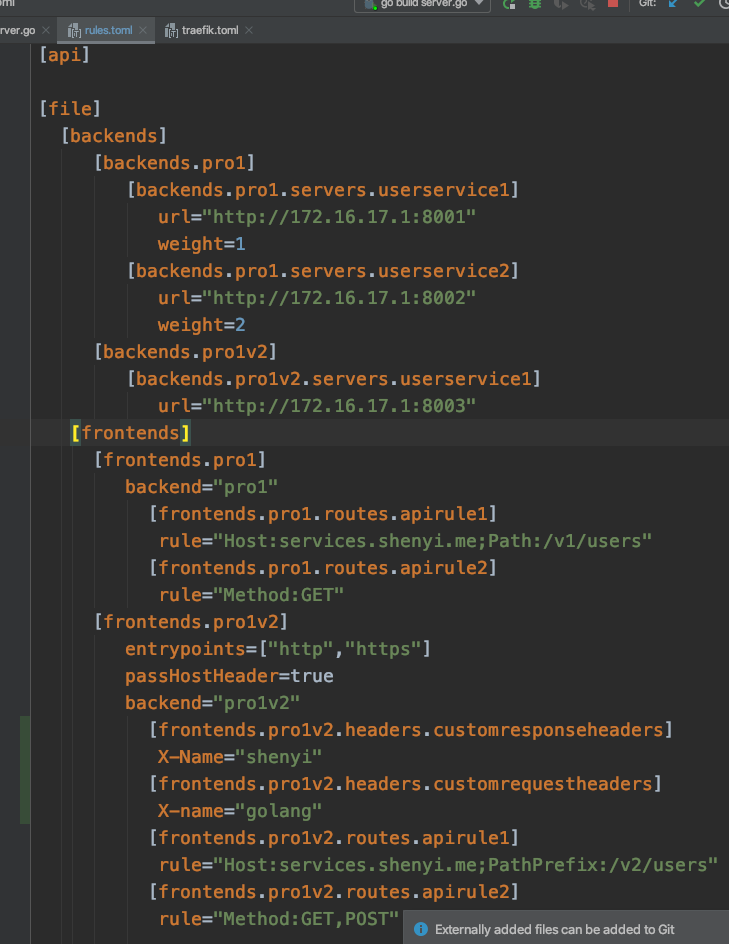 go build server.go
Git:
rver.go × rules.toml × traefik.toml ×
[api]
[file]
[backends]
[backends.pro1]
[backends.pro1.servers.userservice1]
url="http://172.16.17.1:8001"
weight=1
[backends.pro1.servers.userservice2]
url="http://172.16.17.1:8002"
weight=2
[backends.pro1v2]
[backends.pro1v2.servers.userservice1]
url="http://172.16.17.1:8003"
[frontends]
[frontends.pro1]
backend="pro1"
[frontends.pro1.routes.apirule1]
rule="Host:services.shenyi.me;Path:/v1/users"
[frontends.pro1.routes.apirule2]
rule="Method:GET"
[frontends.pro1v2]
entrypoints=["http","https"]
passHostHeader=true
backend="pro1v2"
[frontends.pro1v2.headers.customresponseheaders]
X-Name="shenyi"
[frontends.pro1v2.headers.customrequestheaders]
X-name="golang"
[frontends.pro1v2.routes.apirule1]
rule="Host:services.shenyi.me;PathPrefix:/v2/users"
[frontends.pro1v2.routes.apirule2]
rule="Method:GET,POST"
Externally added files can be added to Git